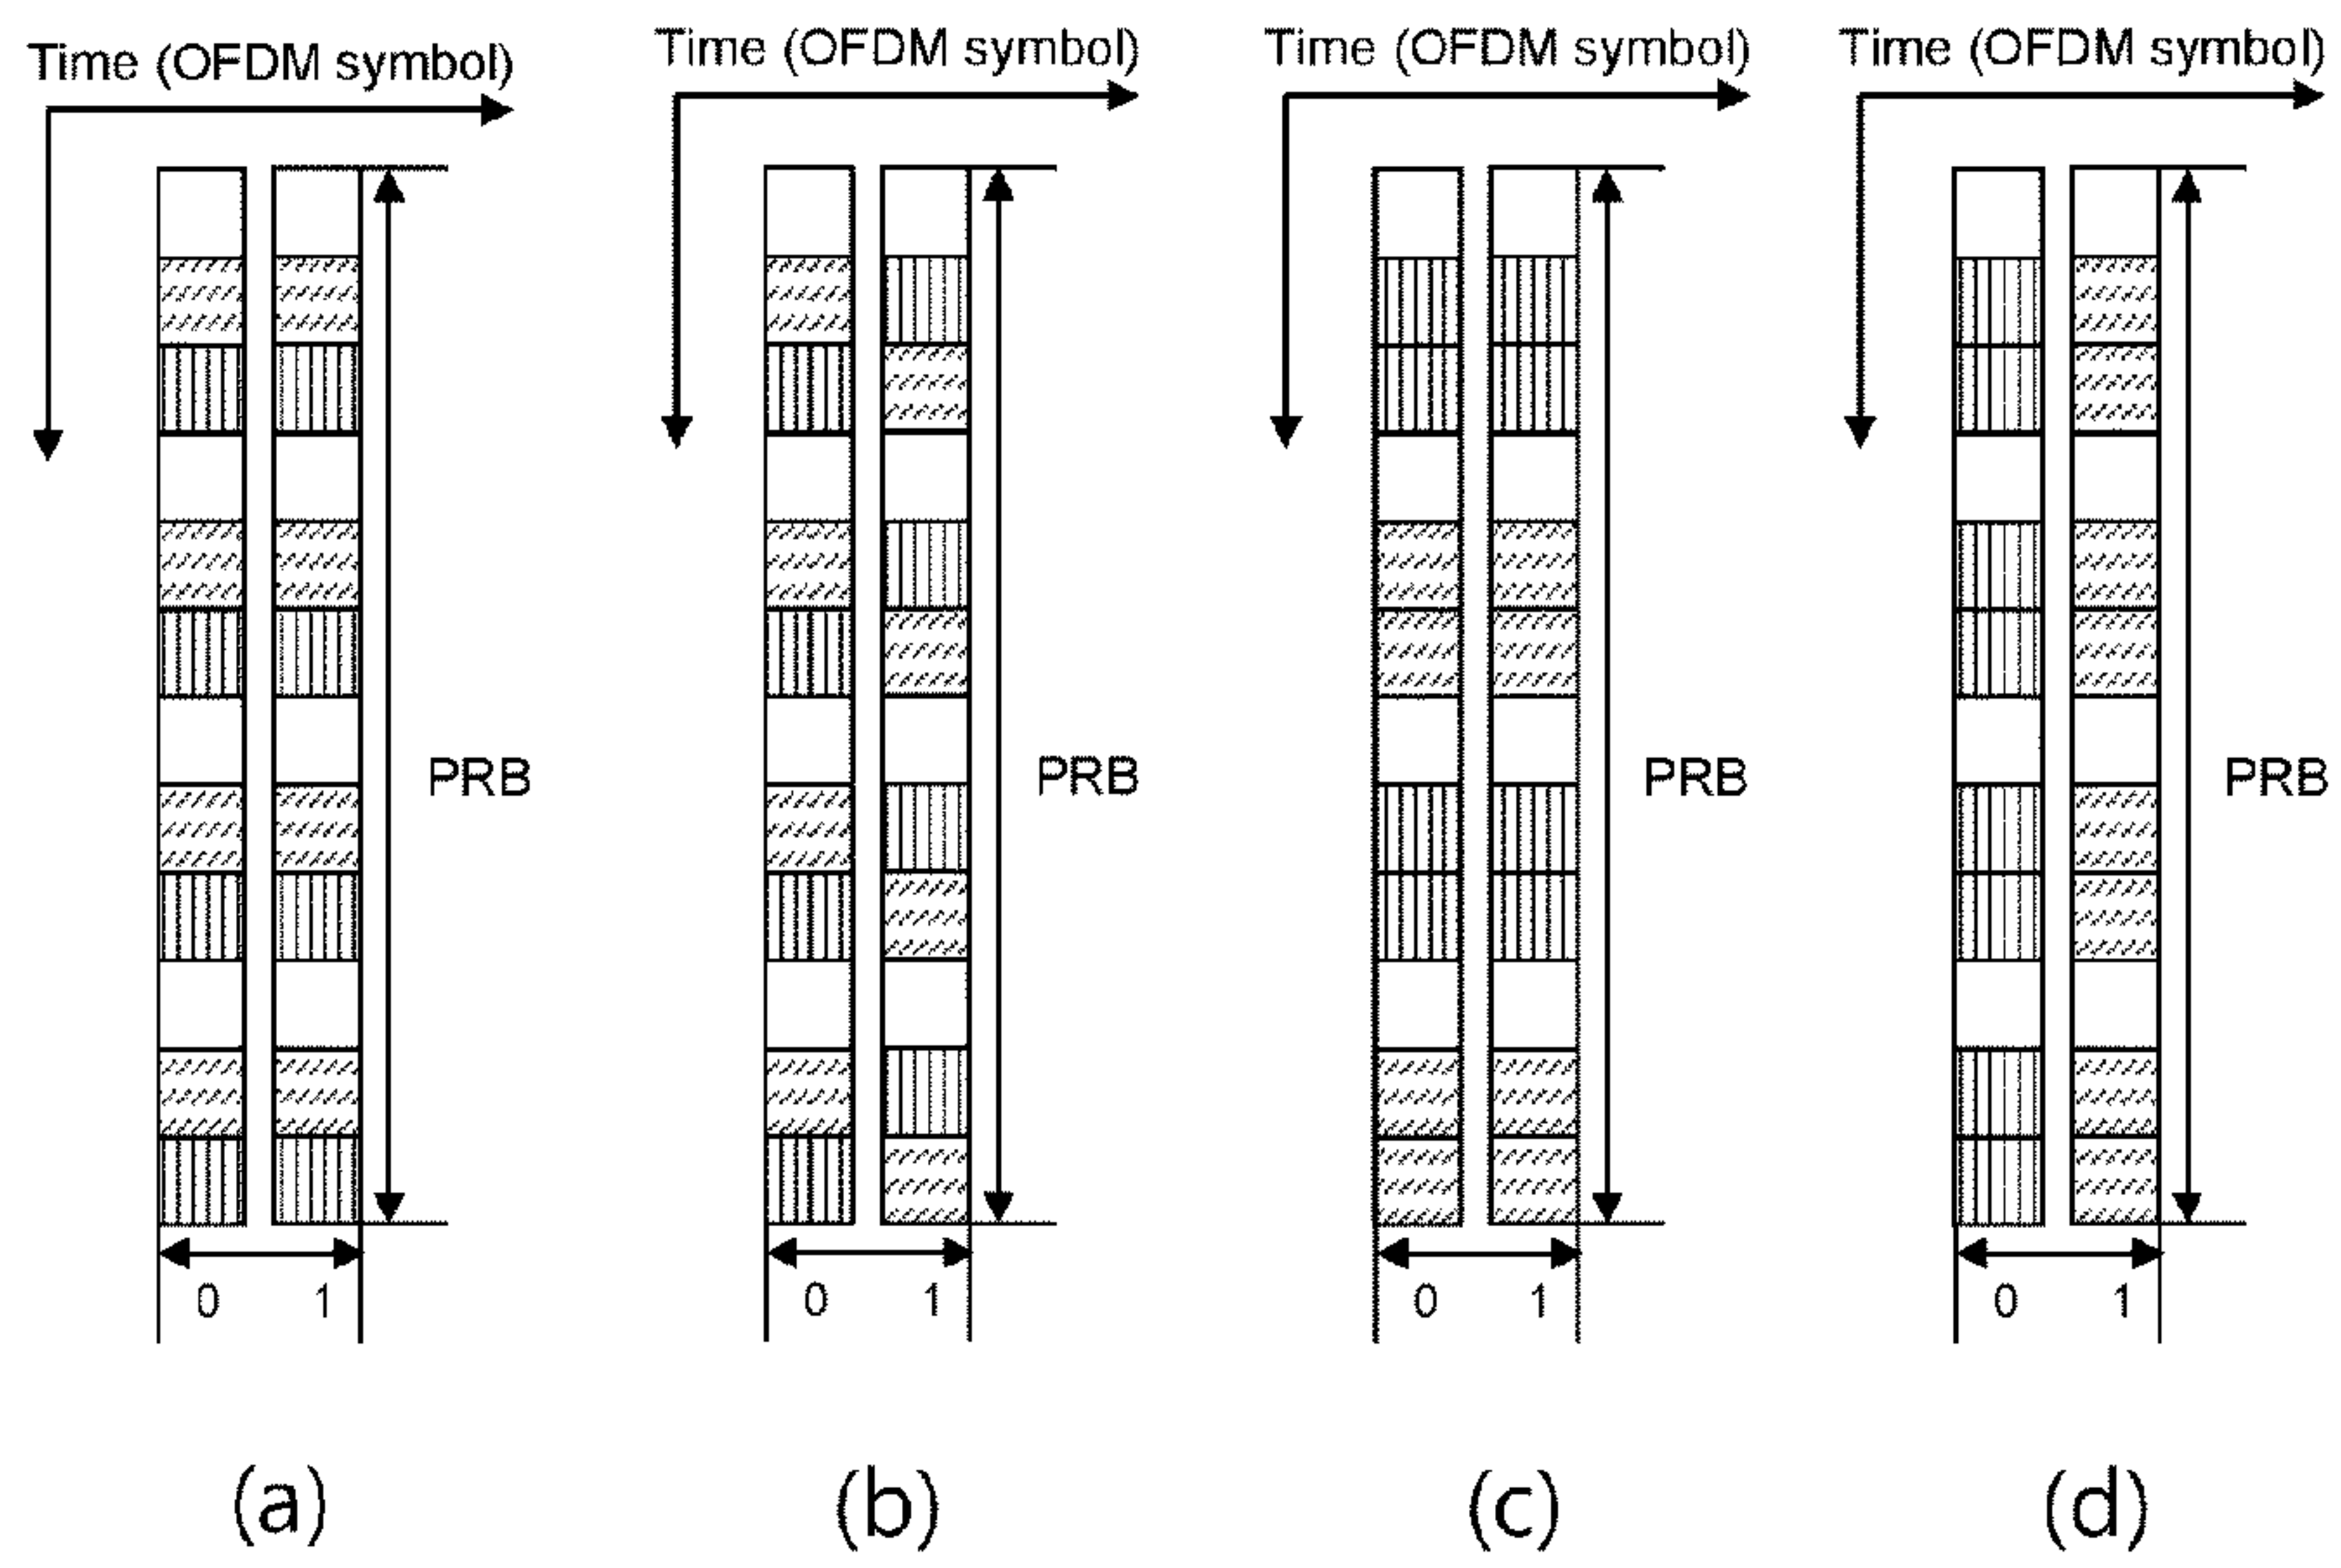 Time (OFDM symbol)
PRB
0 1
(a)
Time (OFDM symbol)
PRB
0 1
(b)
Time (OFDM symbol)
PRB
0 1
(c)
Time (OFDM symbol)
PRB
0 1
(d)